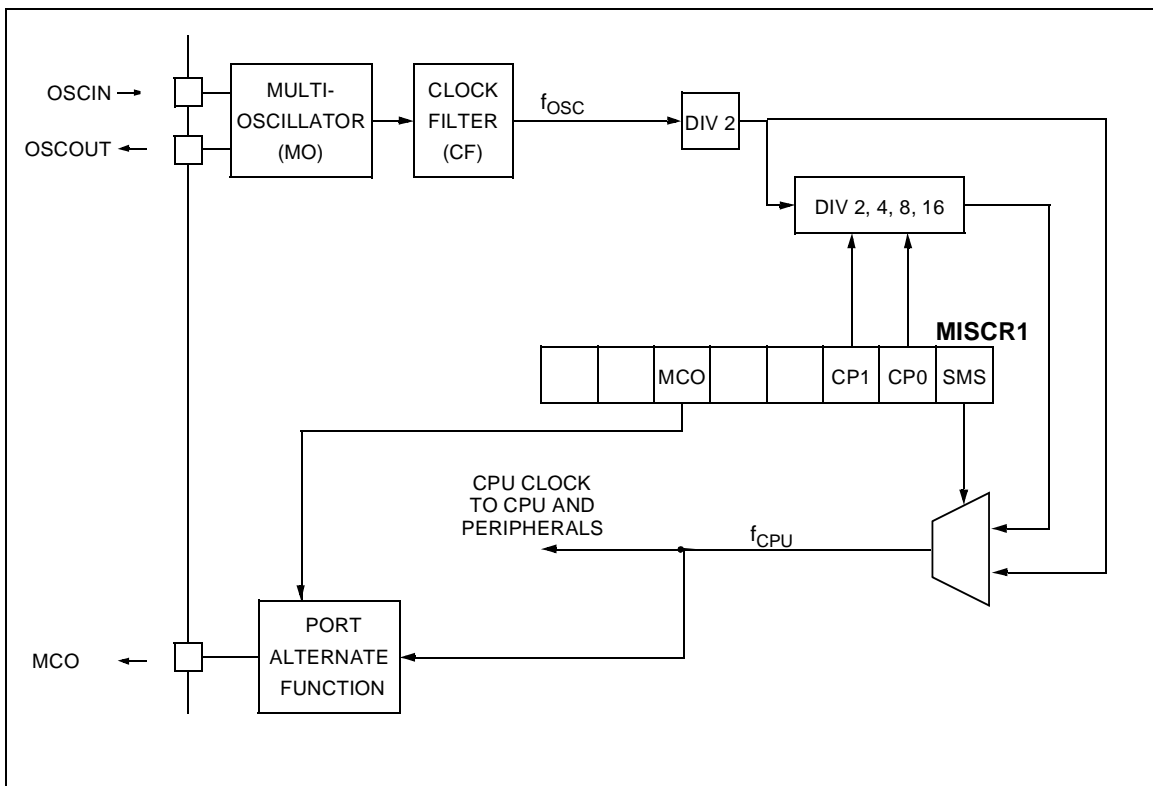 OSCIN
OSCOUT
MULTI-
OSCILLATOR
(MO)
CLOCK
FILTER
(CF)
fOSC
DIV 2
DIV 2, 4, 8, 16
MISCR1
MCO
CP1
CP0
SMS
CPU CLOCK
TO CPU AND
PERIPHERALS
fCPU
MCO
PORT
ALTERNATE
FUNCTION